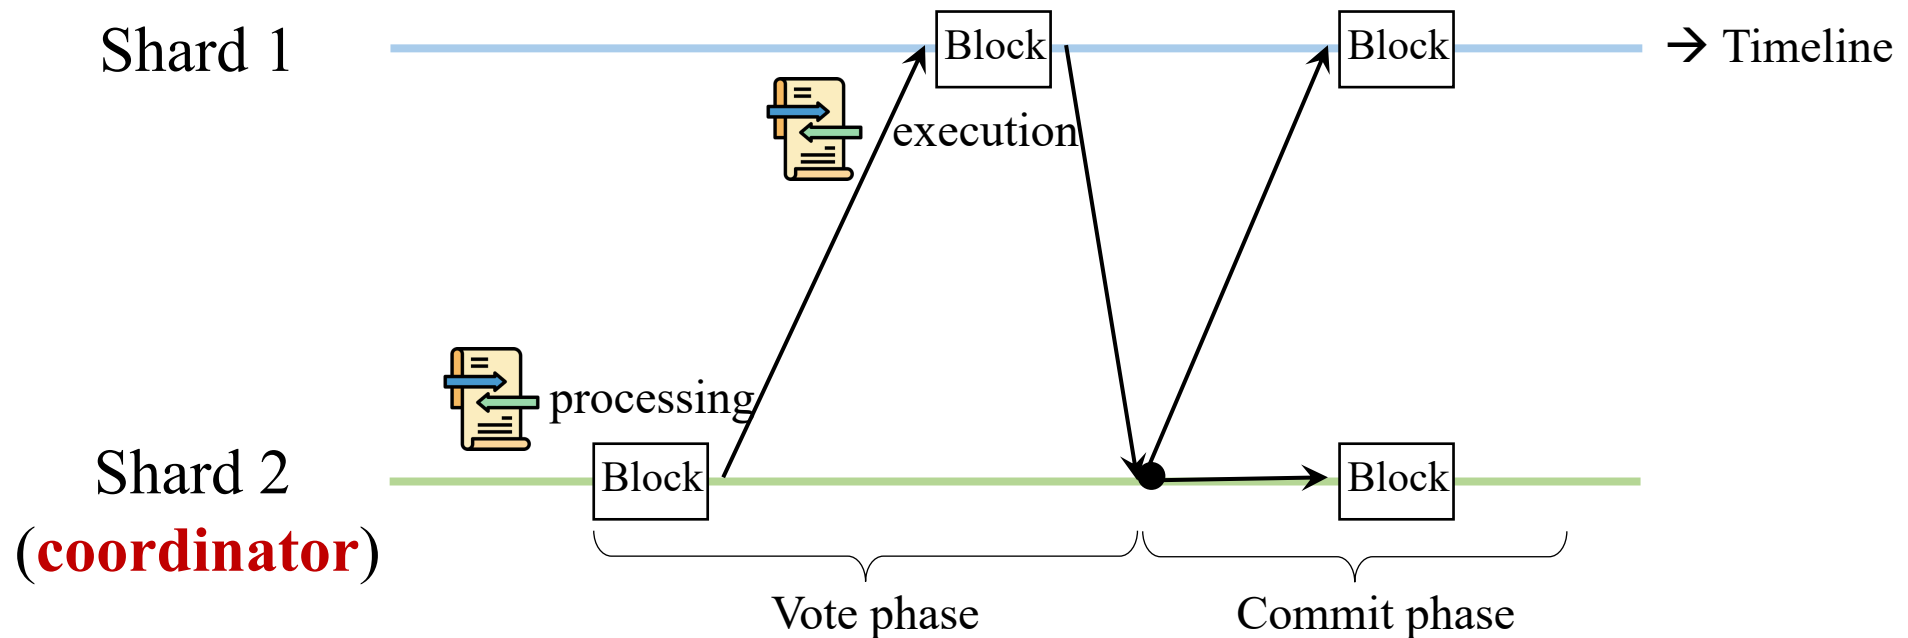 Shard 1
Block
Block
→ Timeline
execution
processing
Shard 2
(coordinator)
Block
Block
Vote phase
Commit phase